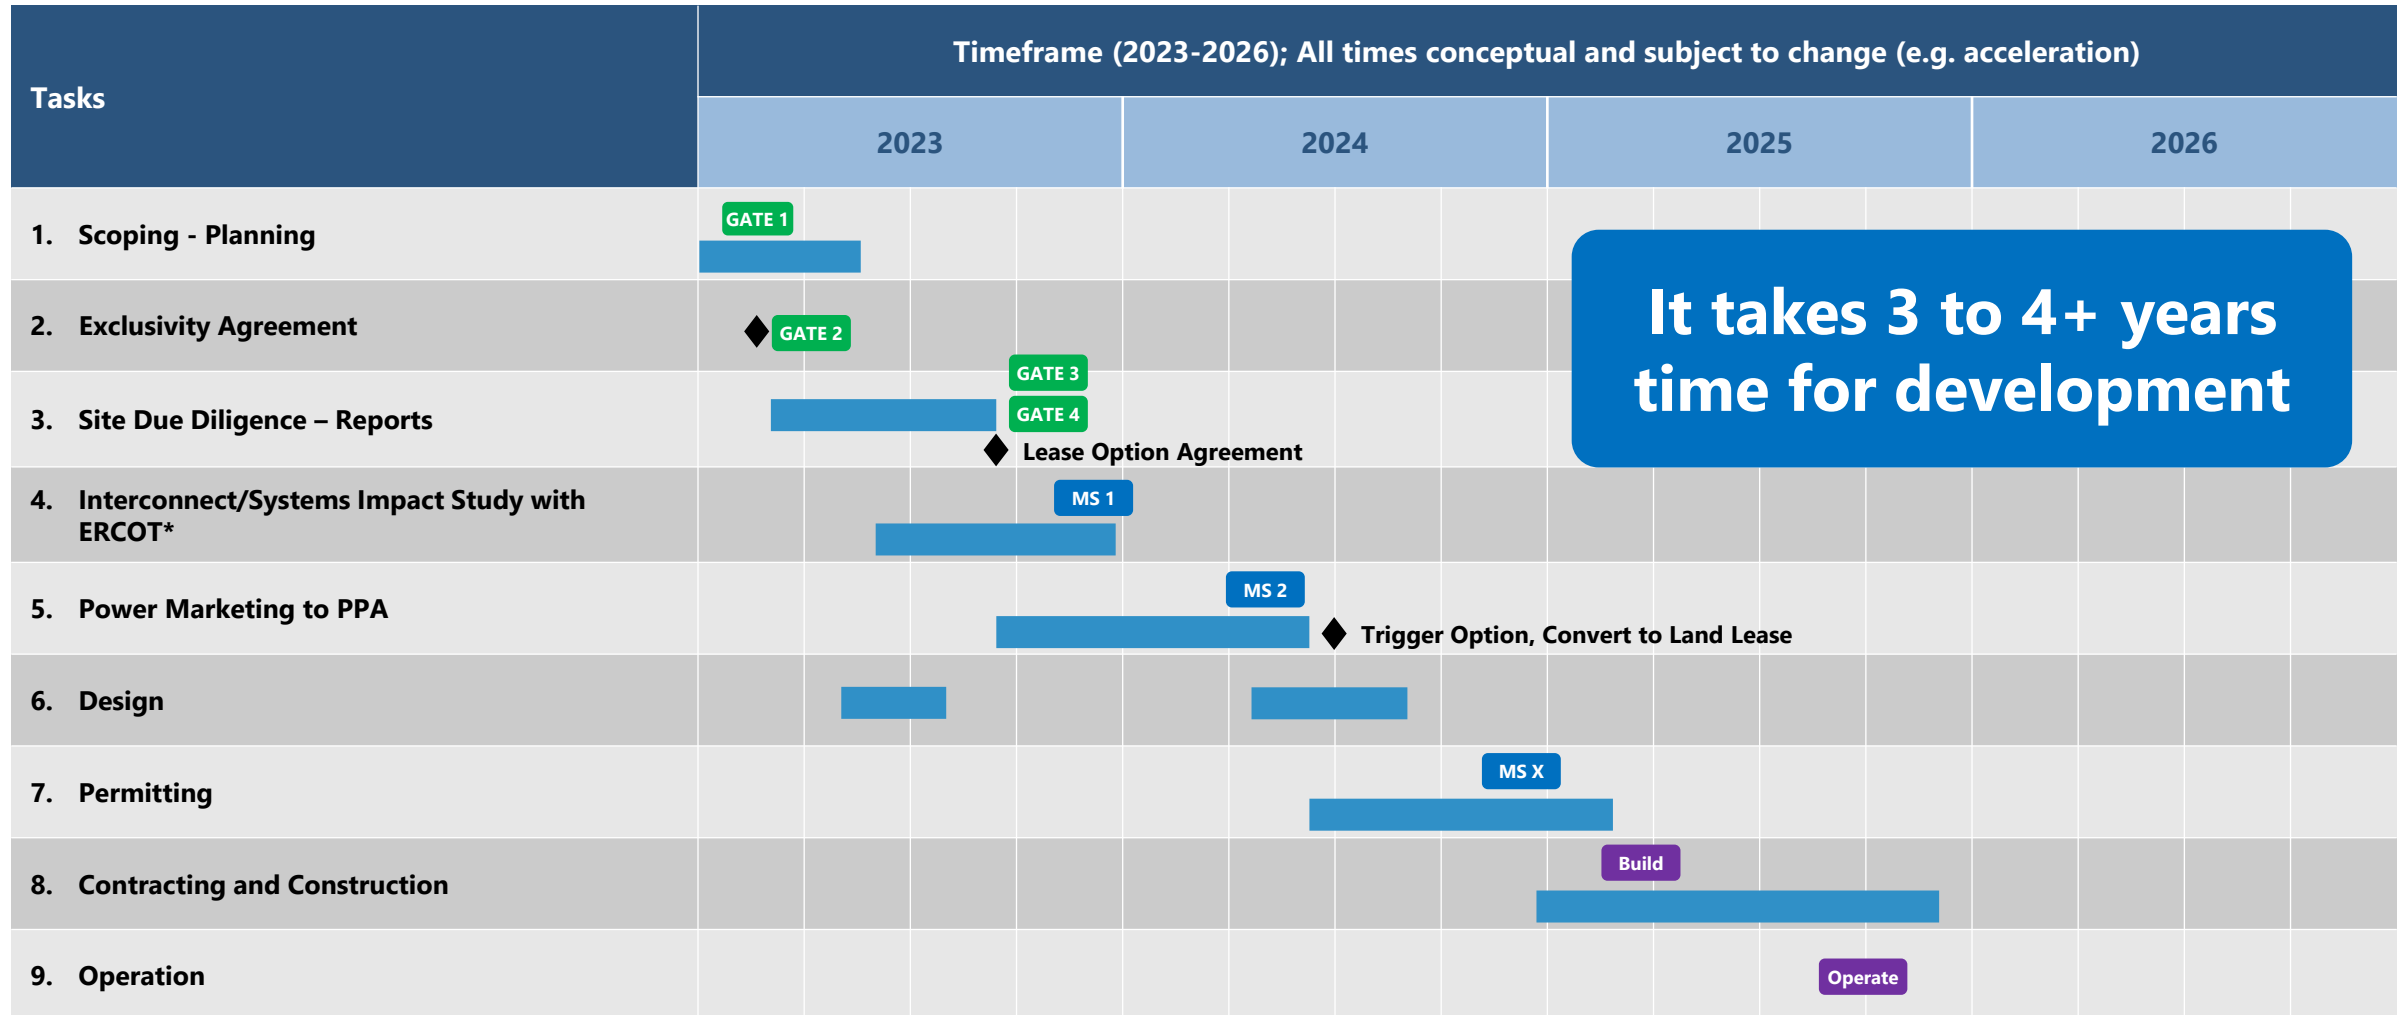 Tasks
Timeframe (2023-2026); All times conceptual and subject to change (e.g. acceleration)
2023
2024
2025
2026
1. Scoping - Planning
GATE 1
It takes 3 to 4+ years
time for development
2. Exclusivity Agreement
GATE 2
3. Site Due Diligence – Reports
GATE 3
GATE 4
Lease Option Agreement
4. Interconnect/Systems Impact Study with
ERCOT*
MS 1
5. Power Marketing to PPA
MS 2
Trigger Option, Convert to Land Lease
6. Design
7. Permitting
MS X
8. Contracting and Construction
Build
9. Operation
Operate